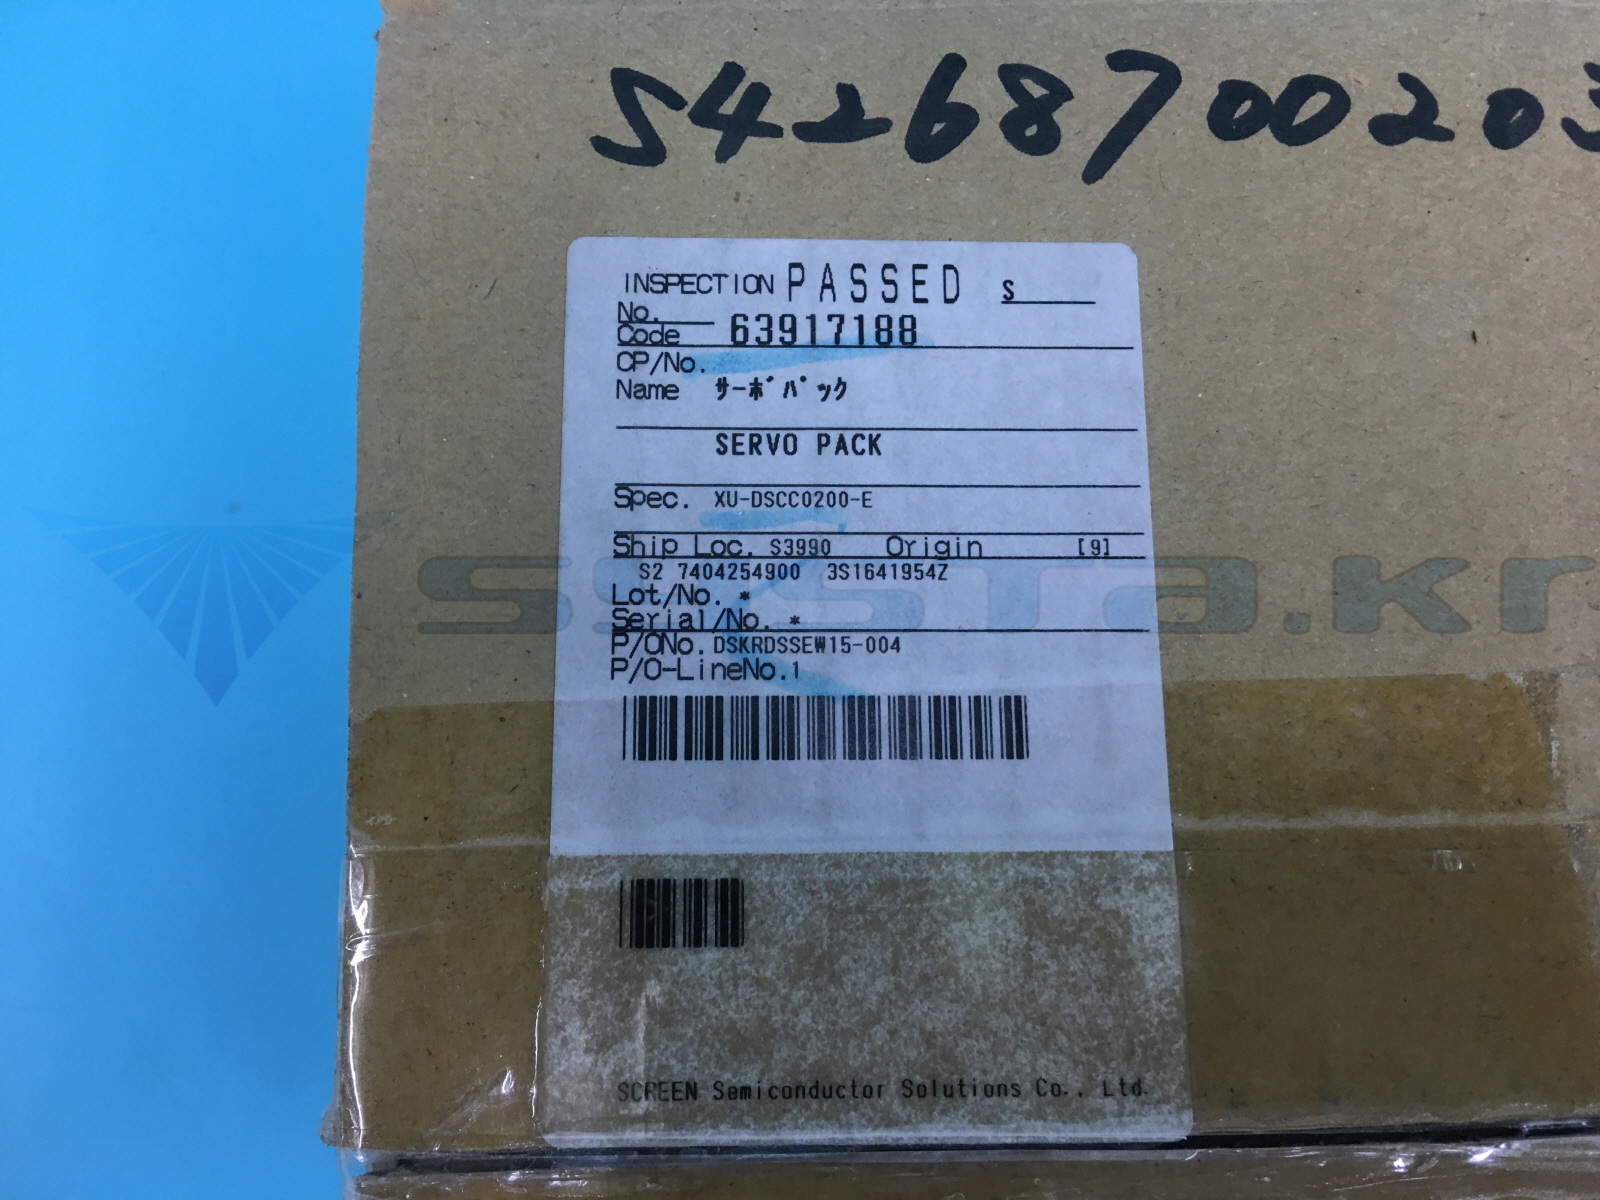 S4268700203
INSPECTION PASSED S
No.
Code 63917188
CP/No.
Name ｻｰﾎﾞﾊﾟｯｸ
SERVO PACK
Spec. XU-DSCC0200-E
Ship Loc. S3990 Origin [9]
S2 7404254900 3S1641954Z
Lot/No. *
Serial/No. *
P/ONo. DSKRDSSEW15-004
P/O-LineNo. 1
SCREEN Semiconductor Solutions Co., Ltd.